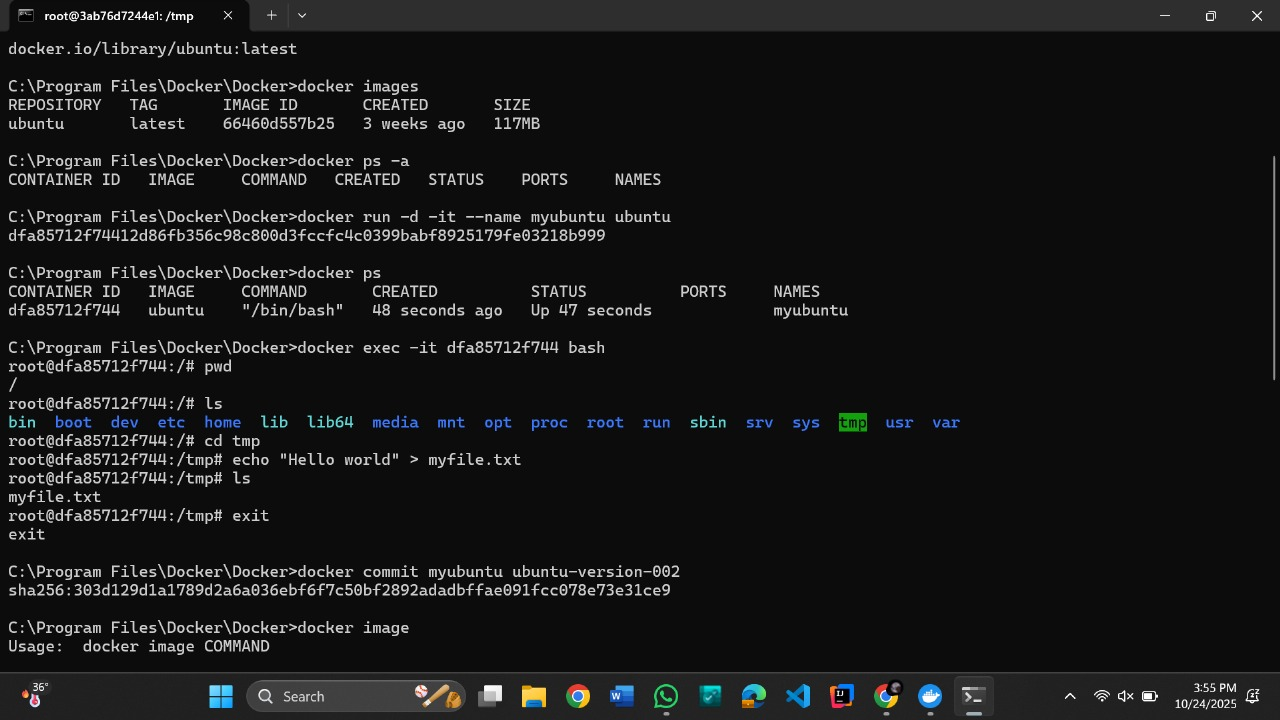 root@3ab76d7244e1: /tmp
docker.io/library/ubuntu:latest
C:\Program Files\Docker\Docker>docker images
REPOSITORY   TAG       IMAGE ID       CREATED       SIZE
ubuntu       latest    66460d557b25   3 weeks ago   117MB
C:\Program Files\Docker\Docker>docker ps -a
CONTAINER ID   IMAGE     COMMAND   CREATED   STATUS    PORTS     NAMES
C:\Program Files\Docker\Docker>docker run -d -it --name myubuntu ubuntu
dfa85712f74412d86fb356c98c800d3fccfc4c0399babf8925179fe03218b999
C:\Program Files\Docker\Docker>docker ps
CONTAINER ID   IMAGE     COMMAND       CREATED          STATUS          PORTS     NAMES
dfa85712f744   ubuntu    "/bin/bash"   48 seconds ago   Up 47 seconds             myubuntu
C:\Program Files\Docker\Docker>docker exec -it dfa85712f744 bash
root@dfa85712f744:/# pwd
/
root@dfa85712f744:/# ls
bin  boot  dev  etc  home  lib  lib64  media  mnt  opt  proc  root  run  sbin  srv  sys  tmp  usr  var
root@dfa85712f744:/# cd tmp
root@dfa85712f744:/tmp# echo "Hello world" > myfile.txt
root@dfa85712f744:/tmp# ls
myfile.txt
root@dfa85712f744:/tmp# exit
exit
C:\Program Files\Docker\Docker>docker commit myubuntu ubuntu-version-002
sha256:303d129d1a1789d2a6a036ebf6f7c50bf2892adadbffae091fcc078e73e31ce9
C:\Program Files\Docker\Docker>docker image
Usage:  docker image COMMAND
36°
Search
3:55 PM
10/24/2025